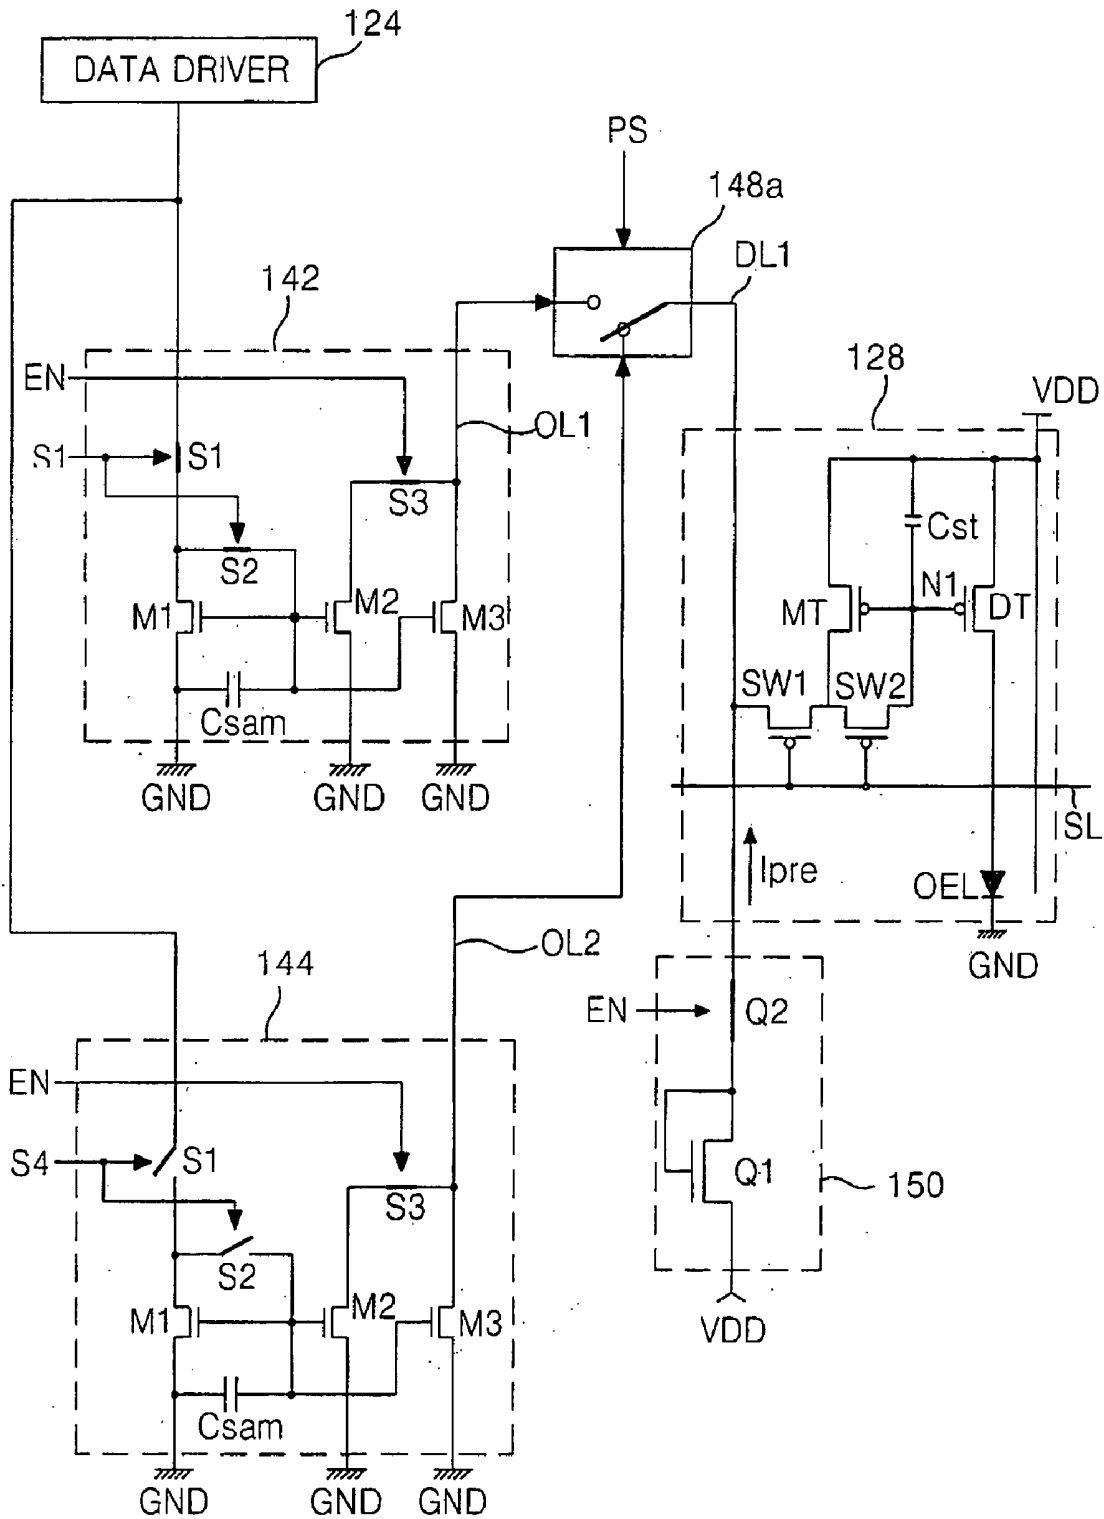 124
DATA DRIVER
PS
148a
DL1
142
EN
OL1
128
VDD
S1
S1
S3
S2
Cst
N1
M1
M2
M3
MT
DT
SW1
SW2
Csam
GND
GND
GND
SL
Ipre
OEL
OL2
GND
144
EN
Q2
EN
S4
S1
Q1
150
S3
S2
M1
M2
M3
VDD
Csam
GND
GND
GND